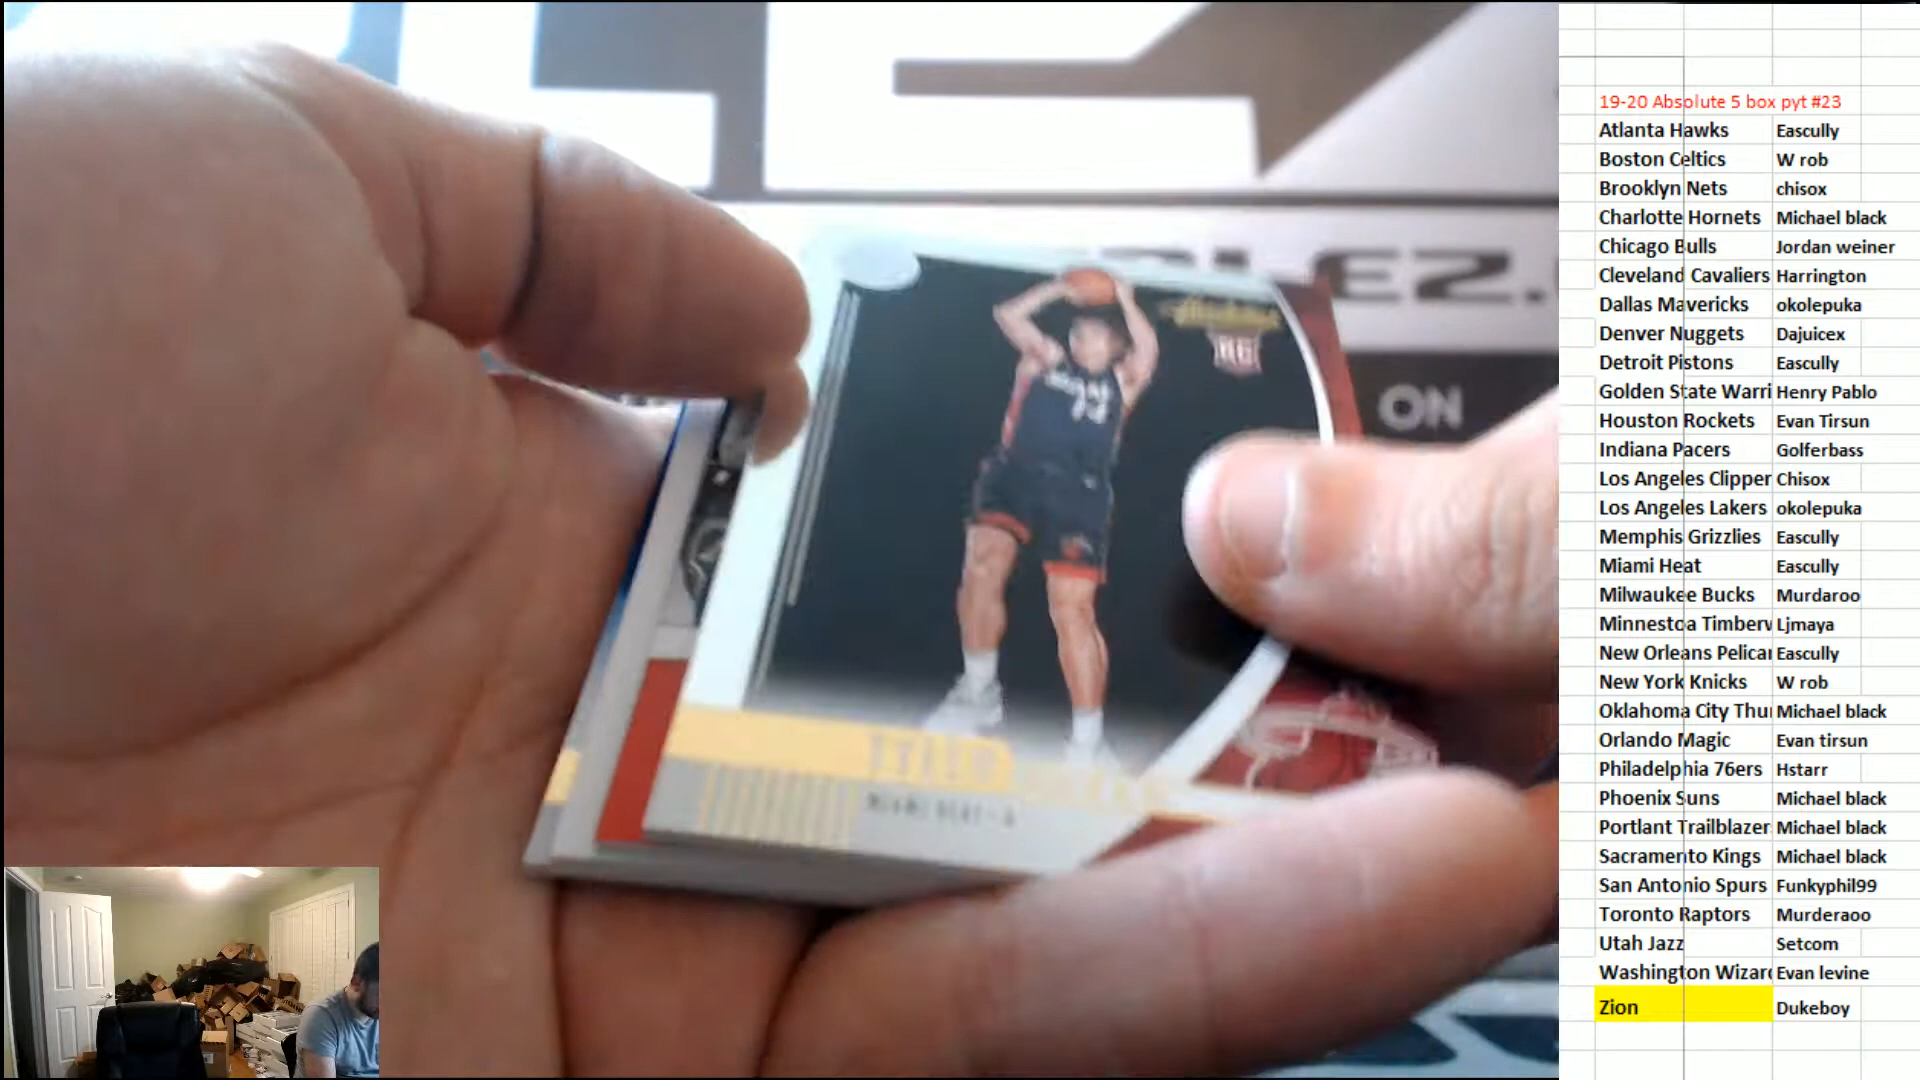 LEZ.
ON
Absolute
RC
MIAMI HEAT - G
19-20 Absolute 5 box pyt #23
Atlanta Hawks Eascully
Boston Celtics W rob
Brooklyn Nets chisox
Charlotte Hornets Michael black
Chicago Bulls Jordan weiner
Cleveland Cavaliers Harrington
Dallas Mavericks okolepuka
Denver Nuggets Dajuicex
Detroit Pistons Eascully
Golden State Warri Henry Pablo
Houston Rockets Evan Tirsun
Indiana Pacers Golferbass
Los Angeles Clipper Chisox
Los Angeles Lakers okolepuka
Memphis Grizzlies Eascully
Miami Heat Eascully
Milwaukee Bucks Murdaroo
Minnestoa Timberv Ljmaya
New Orleans Pelicar Eascully
New York Knicks W rob
Oklahoma City Thu Michael black
Orlando Magic Evan tirsun
Philadelphia 76ers Hstarr
Phoenix Suns Michael black
Portlant Trailblazer Michael black
Sacramento Kings Michael black
San Antonio Spurs Funkyphil99
Toronto Raptors Murderaoo
Utah Jazz Setcom
Washington Wizard Evan levine
Zion Dukeboy